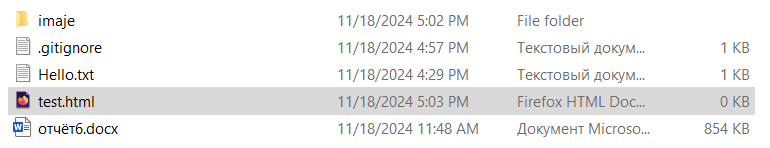 imaje 11/18/2024 5:02 PM File folder
.gitignore 11/18/2024 4:57 PM Текстовый докум... 1 KB
Hello.txt 11/18/2024 4:29 PM Текстовый докум... 1 KB
test.html 11/18/2024 5:03 PM Firefox HTML Doc... 0 KB
отчёт6.docx 11/18/2024 11:48 AM Документ Microso... 854 KB